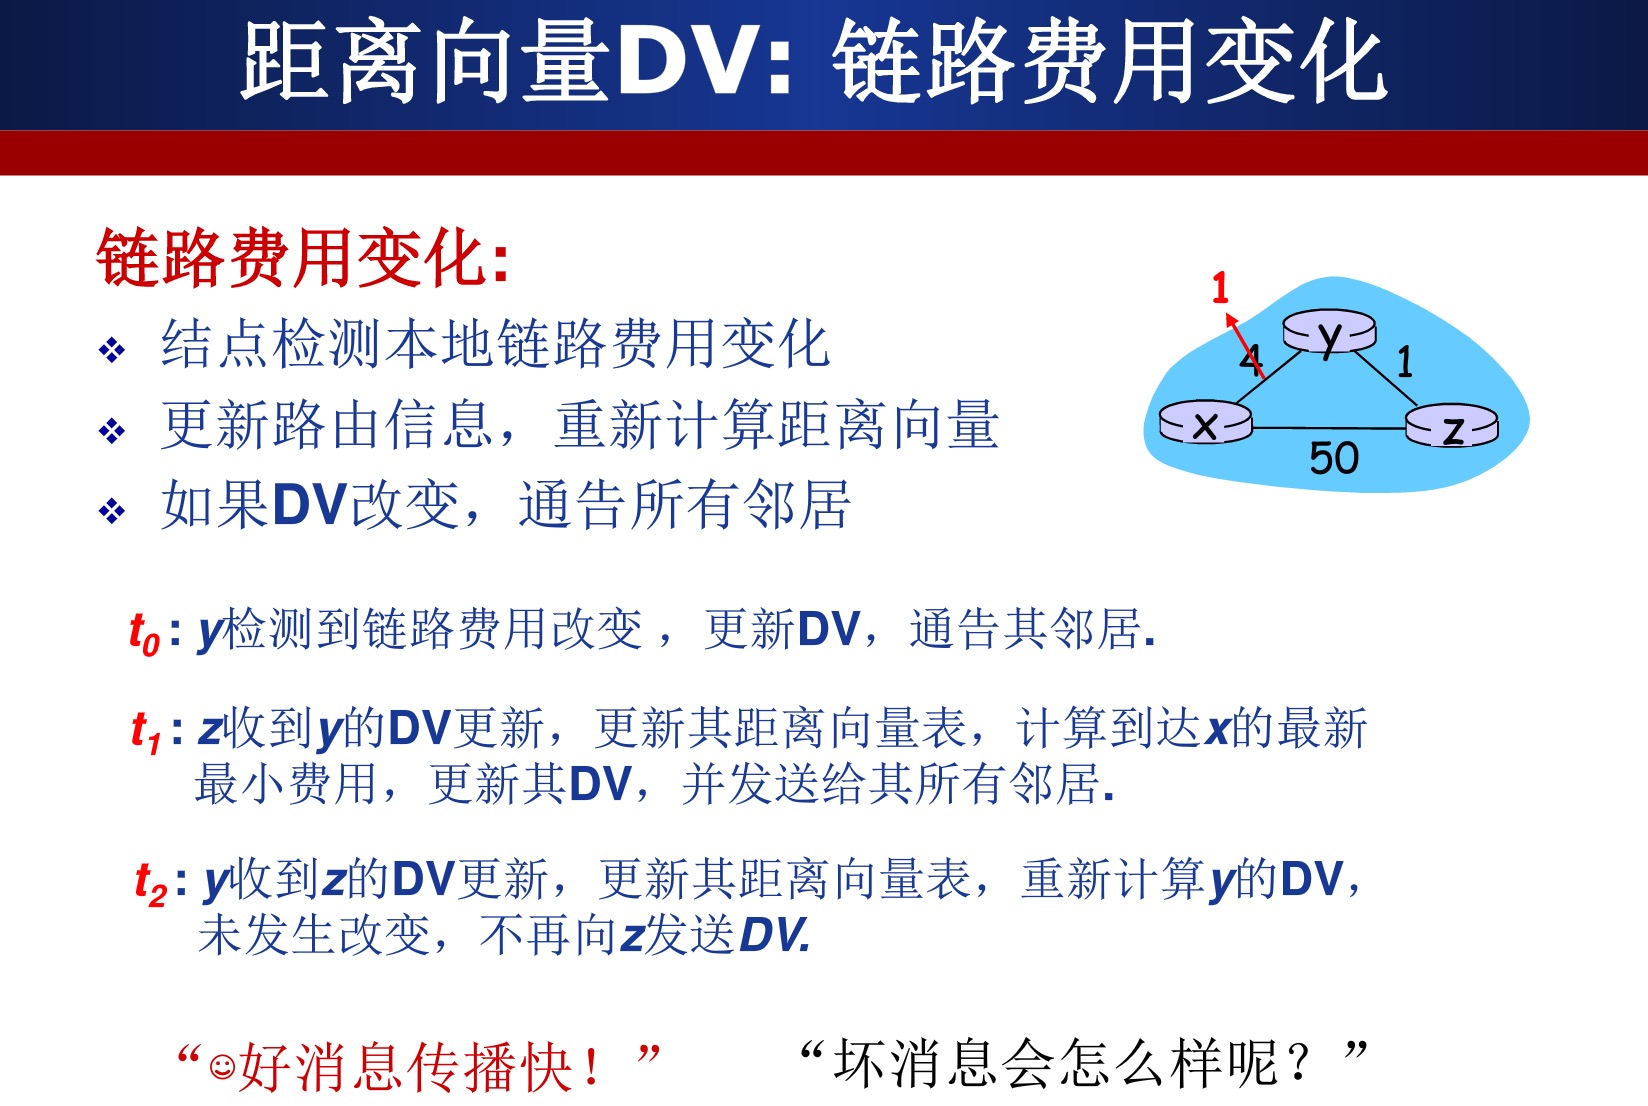 距离向量DV: 链路费用变化
链路费用变化:
❖ 结点检测本地链路费用变化
❖ 更新路由信息，重新计算距离向量
❖ 如果DV改变，通告所有邻居
1
y
4
1
x
z
50
t0 : y检测到链路费用改变 ，更新DV，通告其邻居.
t1 : z收到y的DV更新，更新其距离向量表，计算到达x的最新
最小费用，更新其DV，并发送给其所有邻居.
t2 : y收到z的DV更新，更新其距离向量表，重新计算y的DV，
未发生改变，不再向z发送DV.
“☺好消息传播快！” “坏消息会怎么样呢？”